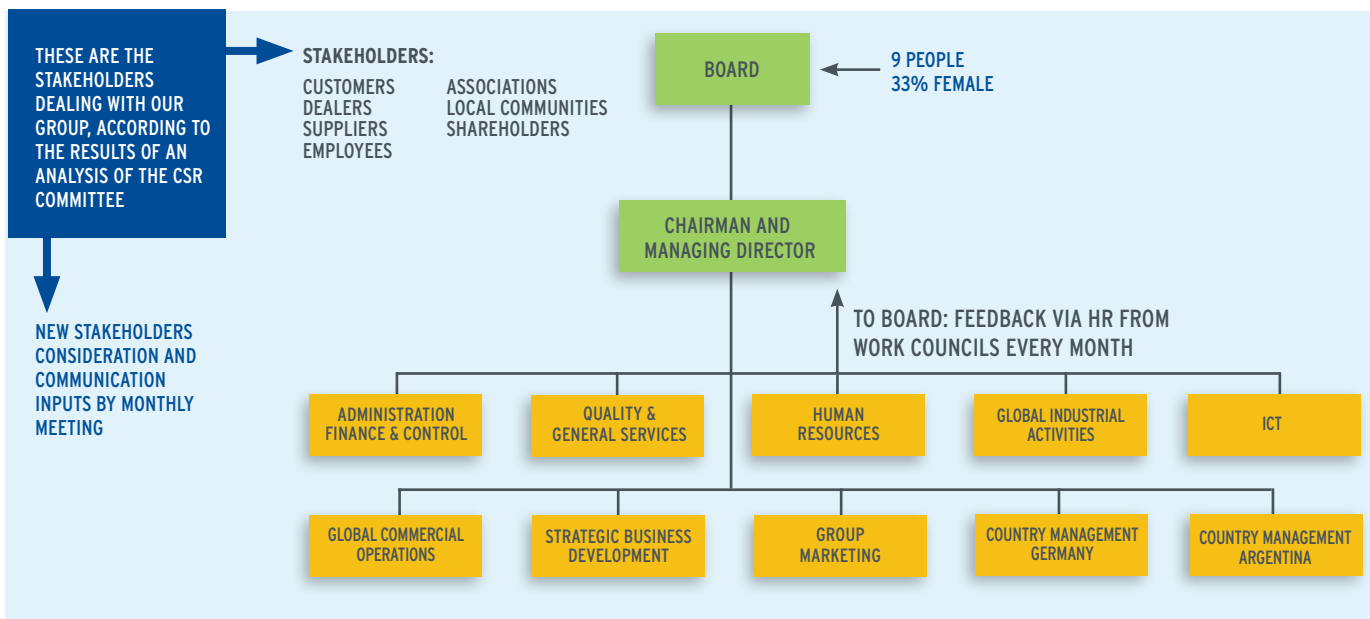 THESE ARE THE
STAKEHOLDERS
DEALING WITH OUR
GROUP, ACCORDING TO
THE RESULTS OF AN
ANALYSIS OF THE CSR
COMMITTEE
NEW STAKEHOLDERS
CONSIDERATION AND
COMMUNICATION
INPUTS BY MONTHLY
MEETING
STAKEHOLDERS:
CUSTOMERS
DEALERS
SUPPLIERS
EMPLOYEES
ASSOCIATIONS
LOCAL COMMUNITIES
SHAREHOLDERS
BOARD
9 PEOPLE
33% FEMALE
CHAIRMAN AND
MANAGING DIRECTOR
TO BOARD: FEEDBACK VIA HR FROM
WORK COUNCILS EVERY MONTH
ADMINISTRATION
FINANCE & CONTROL
QUALITY &
GENERAL SERVICES
HUMAN
RESOURCES
GLOBAL INDUSTRIAL
ACTIVITIES
ICT
GLOBAL COMMERCIAL
OPERATIONS
STRATEGIC BUSINESS
DEVELOPMENT
GROUP
MARKETING
COUNTRY MANAGEMENT
GERMANY
COUNTRY MANAGEMENT
ARGENTINA